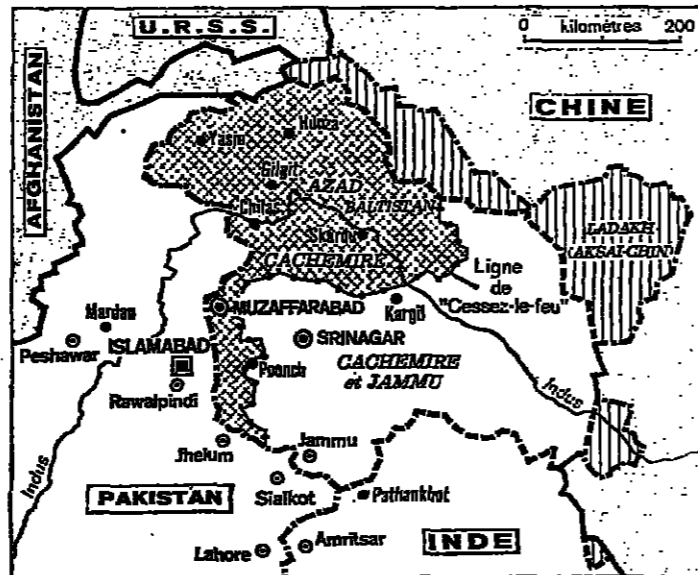 U.R.S.S.
0 kilomètres 200
AFGHANISTAN
CHINE
Yasin
Hunza
Gilgit
AZAD
BALTISTAN
Chilas
Skardu
CACHEMIRE
LADAKH
(AKSAI-CHIN)
Ligne
de
"Cessez-le-feu"
MUZAFFARABAD
Kargil
Mardan
Peshawar
ISLAMABAD
SRINAGAR
Poonch
CACHEMIRE
et JAMMU
Rawalpindi
Indus
Jhelum
Jammu
Indus
PAKISTAN
Sialkot
Pathankhot
Lahore
Amritsar
INDE